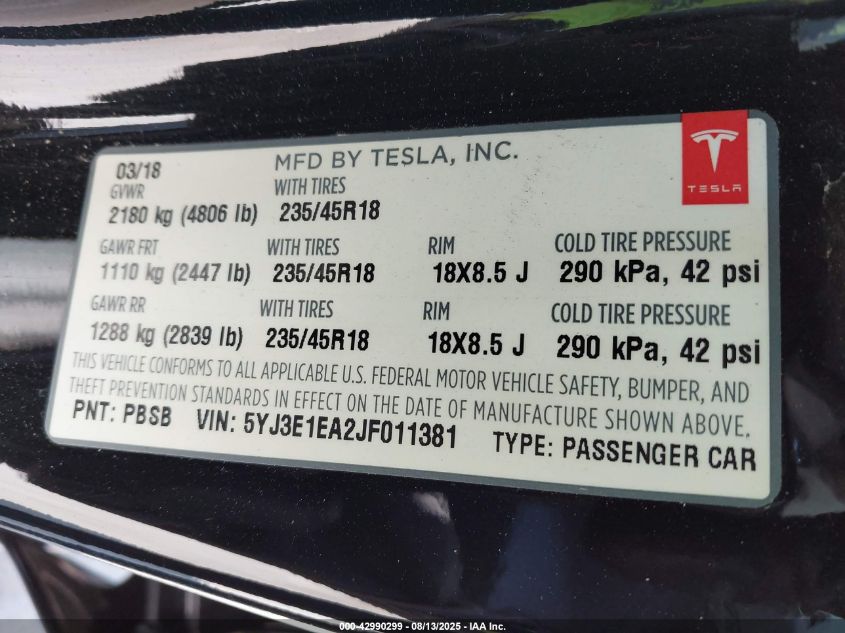 03/18 MFD BY TESLA, INC.
TESLA
GVWR WITH TIRES
2180 kg (4806 lb) 235/45R18
GAWR FRT WITH TIRES RIM COLD TIRE PRESSURE
1110 kg (2447 lb) 235/45R18 18X8.5 J 290 kPa, 42 psi
GAWR RR WITH TIRES RIM COLD TIRE PRESSURE
1288 kg (2839 lb) 235/45R18 18X8.5 J 290 kPa, 42 psi
THIS VEHICLE CONFORMS TO ALL APPLICABLE U.S. FEDERAL MOTOR VEHICLE SAFETY, BUMPER, AND
THEFT PREVENTION STANDARDS IN EFFECT ON THE DATE OF MANUFACTURE SHOWN ABOVE.
PNT: PBSB VIN: 5YJ3E1EA2JF011381 TYPE: PASSENGER CAR
000-42990299 - 08/13/2025 - IAA Inc.